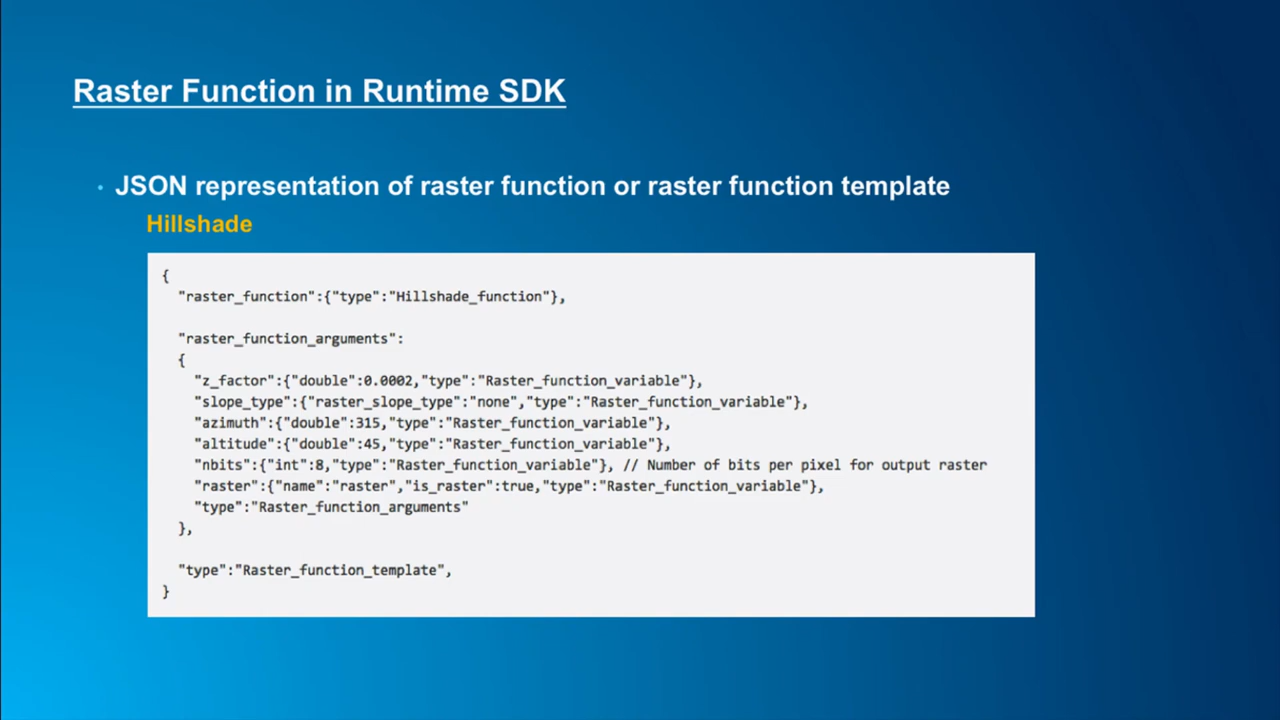 Raster Function in Runtime SDK
• JSON representation of raster function or raster function template
Hillshade
{
"raster_function":{"type":"Hillshade_function"},
"raster_function_arguments":
{
"z_factor":{"double":0.0002,"type":"Raster_function_variable"},
"slope_type":{"raster_slope_type":"none","type":"Raster_function_variable"},
"azimuth":{"double":315,"type":"Raster_function_variable"},
"altitude":{"double":45,"type":"Raster_function_variable"},
"nbits":{"int":8,"type":"Raster_function_variable"}, // Number of bits per pixel for output raster
"raster":{"name":"raster","is_raster":true,"type":"Raster_function_variable"},
"type":"Raster_function_arguments"
},
"type":"Raster_function_template",
}